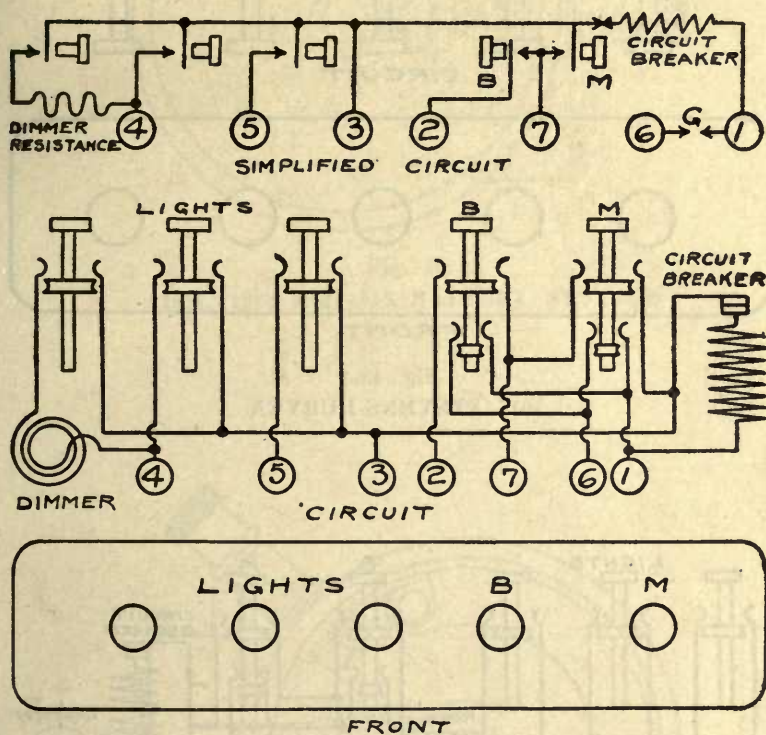 CIRCUIT
BREAKER
B
M
DIMMER
RESISTANCE
4
5
3
2
7
6
G
1
SIMPLIFIED CIRCUIT
LIGHTS
B
M
CIRCUIT
BREAKER
DIMMER
4
5
3
2
7
6
1
CIRCUIT
LIGHTS
B
M
FRONT